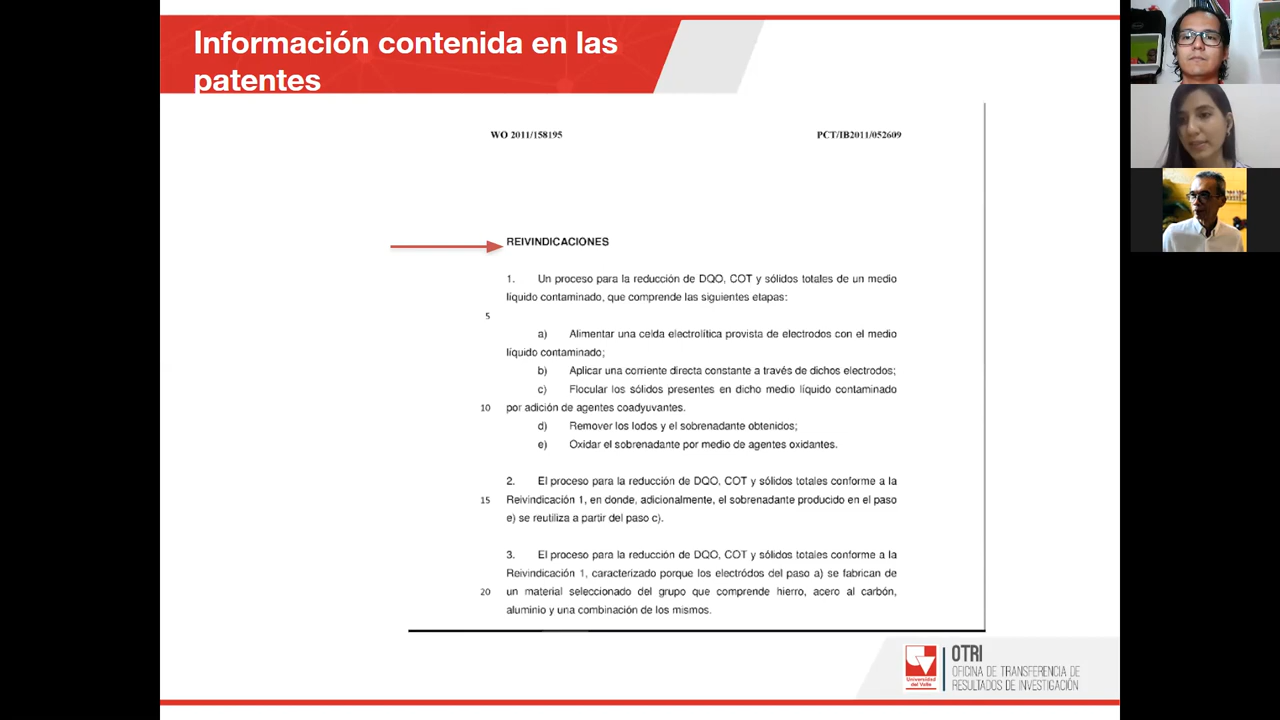 Información contenida en las
patentes
WO 2011/158195
PCT/IB2011/052609
REIVINDICACIONES
1. Un proceso para la reducción de DQO, COT y sólidos totales de un medio
líquido contaminado, que comprende las siguientes etapas:
5
a) Alimentar una celda electrolítica provista de electrodos con el medio
líquido contaminado;
b) Aplicar una corriente directa constante a través de dichos electrodos;
c) Flocular los sólidos presentes en dicho medio líquido contaminado
10 por adición de agentes coadyuvantes.
d) Remover los lodos y el sobrenadante obtenidos;
e) Oxidar el sobrenadante por medio de agentes oxidantes.
2. El proceso para la reducción de DQO, COT y sólidos totales conforme a la
15 Reivindicación 1, en donde, adicionalmente, el sobrenadante producido en el paso
e) se reutiliza a partir del paso c).
3. El proceso para la reducción de DQO, COT y sólidos totales conforme a la
Reivindicación 1, caracterizado porque los electródos del paso a) se fabrican de
20 un material seleccionado del grupo que comprende hierro, acero al carbón,
aluminio y una combinación de los mismos.
Universidad
del Valle
OTRI
OFICINA DE TRANSFERENCIA DE
RESULTADOS DE INVESTIGACIÓN